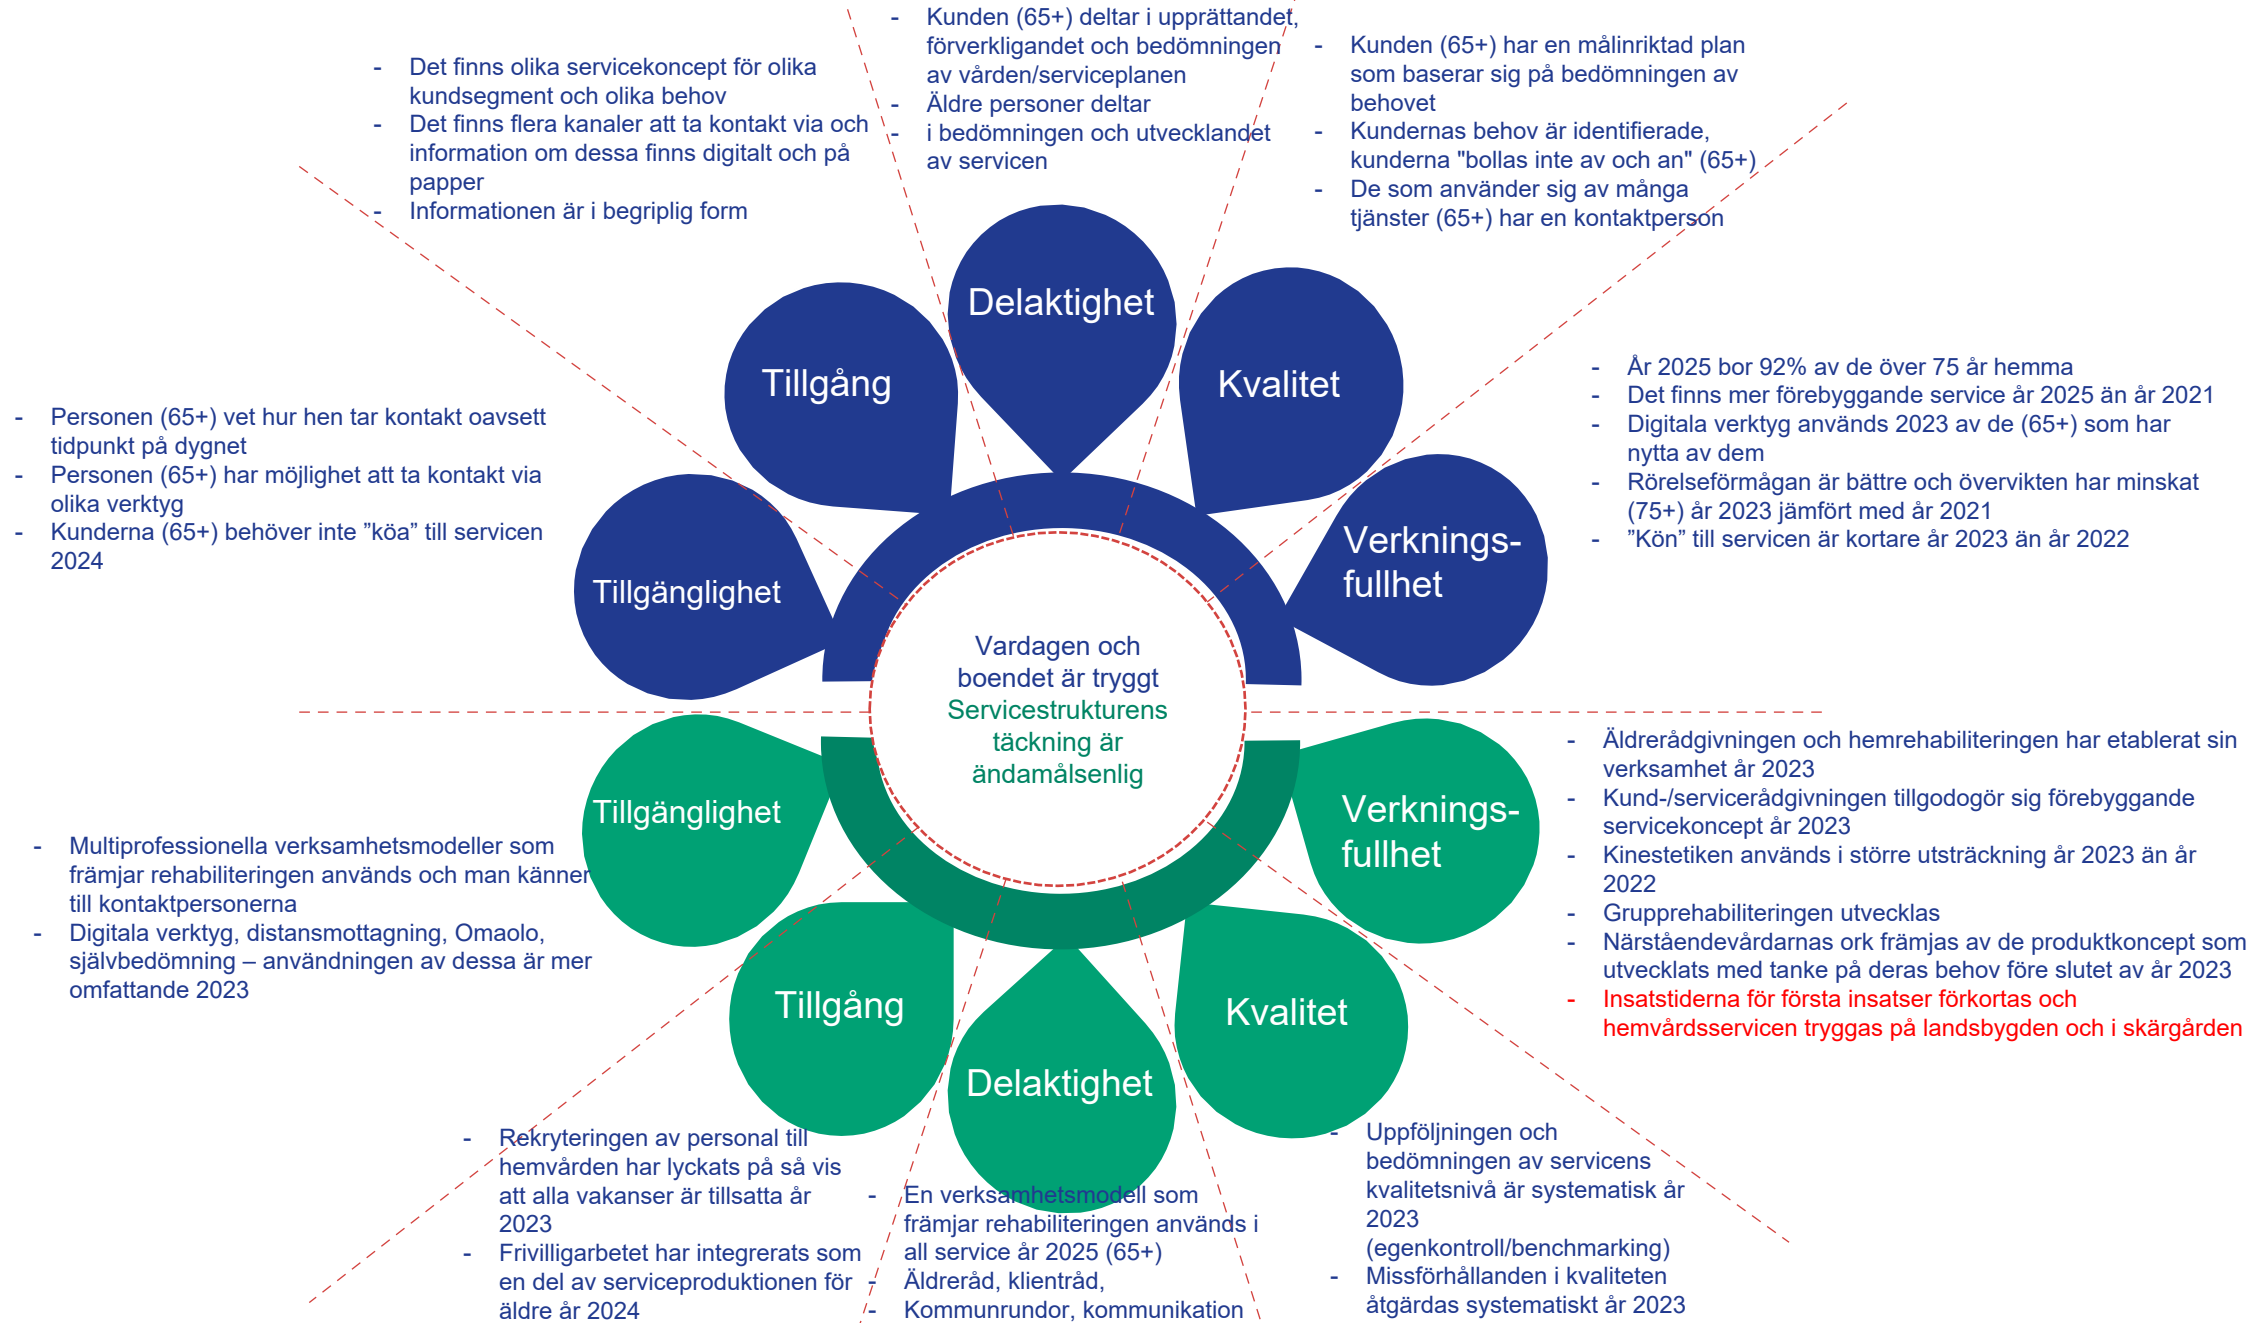 - Kunden (65+) deltar i upprättandet,
förverkligandet och bedömningen
av vården/serviceplanen
- Äldre personer deltar
- i bedömningen och utvecklandet
av servicen
- Det finns olika servicekoncept för olika
kundsegment och olika behov
- Det finns flera kanaler att ta kontakt via och
information om dessa finns digitalt och på
papper
- Informationen är i begriplig form
- Kunden (65+) har en målinriktad plan
som baserar sig på bedömningen av
behovet
- Kundernas behov är identifierade,
kunderna "bollas inte av och an" (65+)
- De som använder sig av många
tjänster (65+) har en kontaktperson
Delaktighet
Tillgång
Kvalitet
- Personen (65+) vet hur hen tar kontakt oavsett
tidpunkt på dygnet
- Personen (65+) har möjlighet att ta kontakt via
olika verktyg
- Kunderna (65+) behöver inte ”köa” till servicen
2024
- År 2025 bor 92% av de över 75 år hemma
- Det finns mer förebyggande service år 2025 än år 2021
- Digitala verktyg används 2023 av de (65+) som har
nytta av dem
- Rörelseförmågan är bättre och övervikten har minskat
(75+) år 2023 jämfört med år 2021
- ”Kön” till servicen är kortare år 2023 än år 2022
Tillgänglighet
Verknings-
fullhet
Vardagen och
boendet är tryggt
Servicestrukturens
täckning är
ändamålsenlig
Tillgänglighet
Verknings-
fullhet
- Multiprofessionella verksamhetsmodeller som
främjar rehabiliteringen används och man känner
till kontaktpersonerna
- Digitala verktyg, distansmottagning, Omaolo,
självbedömning – användningen av dessa är mer
omfattande 2023
- Äldrerådgivningen och hemrehabiliteringen har etablerat sin
verksamhet år 2023
- Kund-/servicerådgivningen tillgodogör sig förebyggande
servicekoncept år 2023
- Kinestetiken används i större utsträckning år 2023 än år
2022
- Grupprehabiliteringen utvecklas
- Närståendevårdarnas ork främjas av de produktkoncept som
utvecklats med tanke på deras behov före slutet av år 2023
- Insatstiderna för första insatser förkortas och
hemvårdsservicen tryggas på landsbygden och i skärgården
Tillgång
Kvalitet
Delaktighet
- Rekryteringen av personal till
hemvården har lyckats på så vis
att alla vakanser är tillsatta år
2023
- Frivilligarbetet har integrerats som
en del av serviceproduktionen för
äldre år 2024
- En verksamhetsmodell som
främjar rehabiliteringen används i
all service år 2025 (65+)
- Äldreråd, klientråd,
- Kommunrundor, kommunikation
- Uppföljningen och
bedömningen av servicens
kvalitetsnivå är systematisk år
2023
(egenkontroll/benchmarking)
- Missförhållanden i kvaliteten
åtgärdas systematiskt år 2023